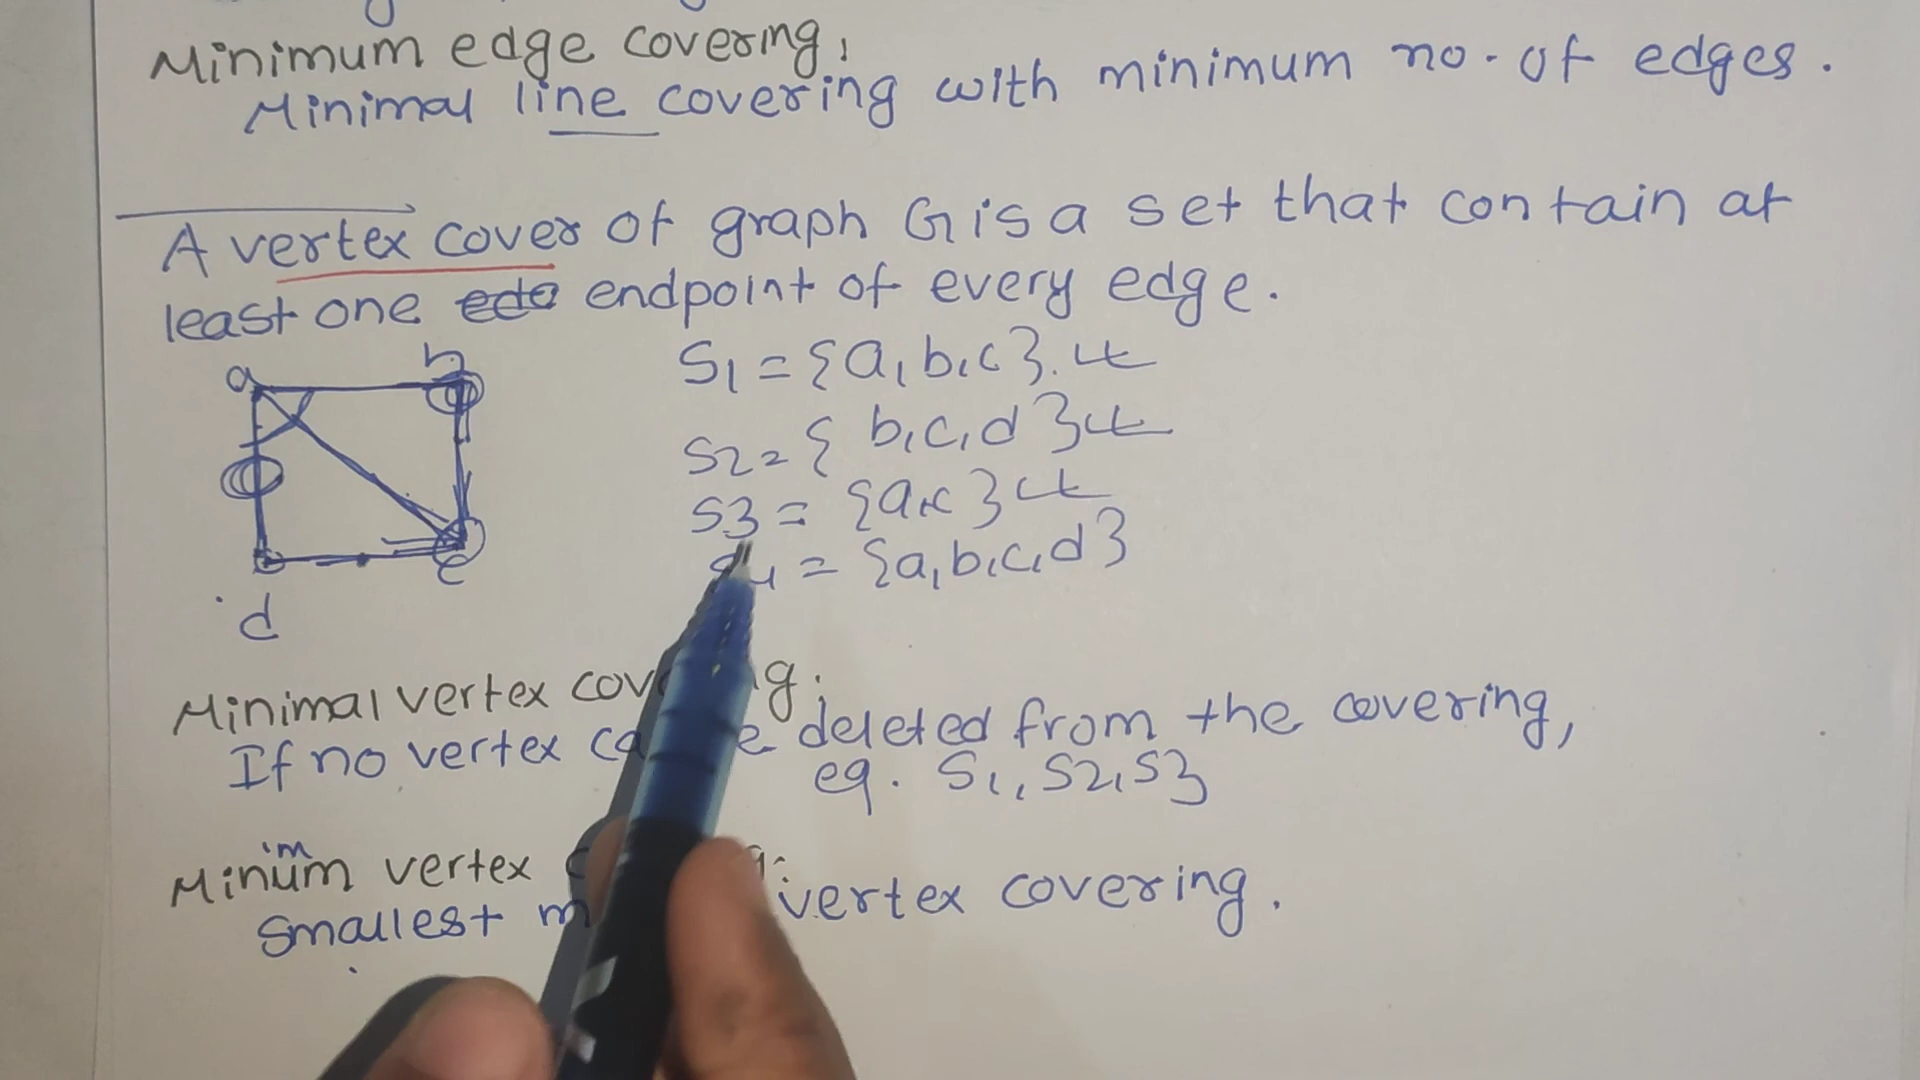 Minimum edge covering,
Minimal line covering with minimum no. of edges.
A vertex cover of graph G is a set that contain at
least one endpoint of every edge.
a b
S1 = {a, b, c}.
S2 = { b, c, d }
S3 = {a, c }
= {a, b, c, d }
c
d
Minimal vertex
If no vertex deleted from the covering,
eg. S1, S2, S3
Minimum vertex
Smallest vertex covering.